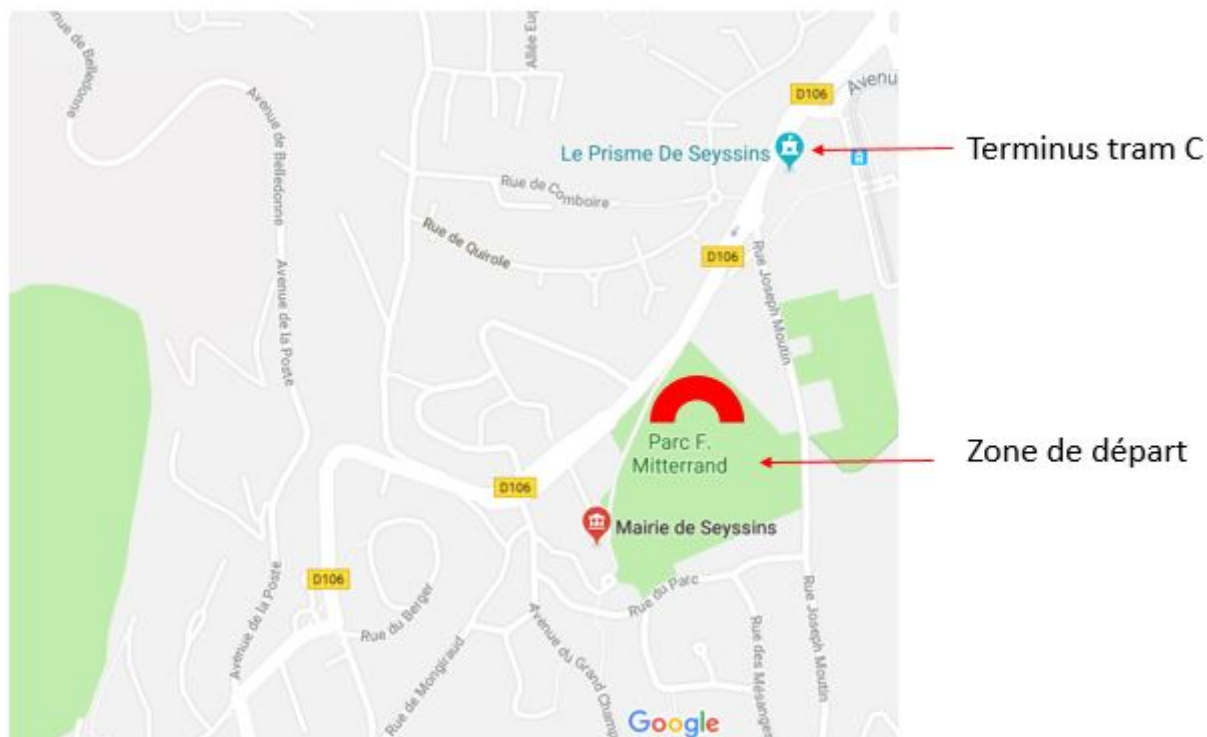 Avenue de Belledonne
Allée Eug
Avenue de Belledonne
D106
Avenu
Le Prisme De Seyssins
Terminus tram C
Rue de Comboire
Rue de Quirole
D106
Rue Joseph Moutin
Avenue de la Poste
Parc F.
Mitterrand
Zone de départ
D106
Mairie de Seyssins
D106
Avenue de la Poste
Rue du Berger
Rue du Parc
Rue Joseph Moutin
Rue de Mongiraud
Avenue du Grand Champ
Rue des Mésanges
Google